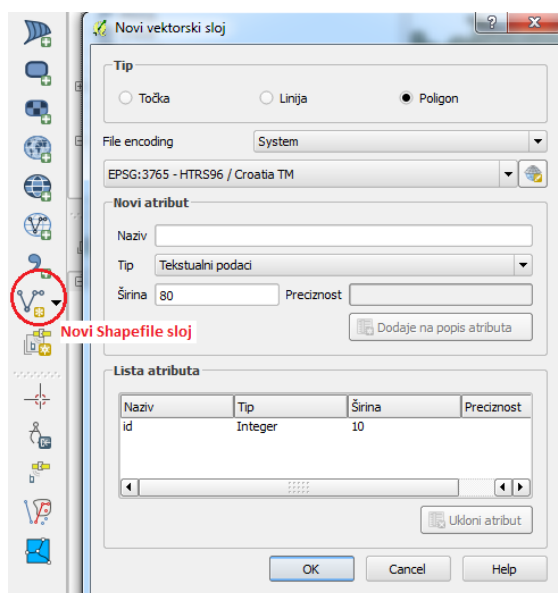 Novi vektorski sloj
Tip
Točka Linija Poligon
File encoding System
EPSG:3765 - HTRS96 / Croatia TM
Novi atribut
Naziv
Tip Tekstualni podaci
Širina 80 Preciznost
Dodaje na popis atributa
Novi Shapefile sloj
Lista atributa
Naziv Tip Širina Preciznost
id Integer 10
Ukloni atribut
OK Cancel Help